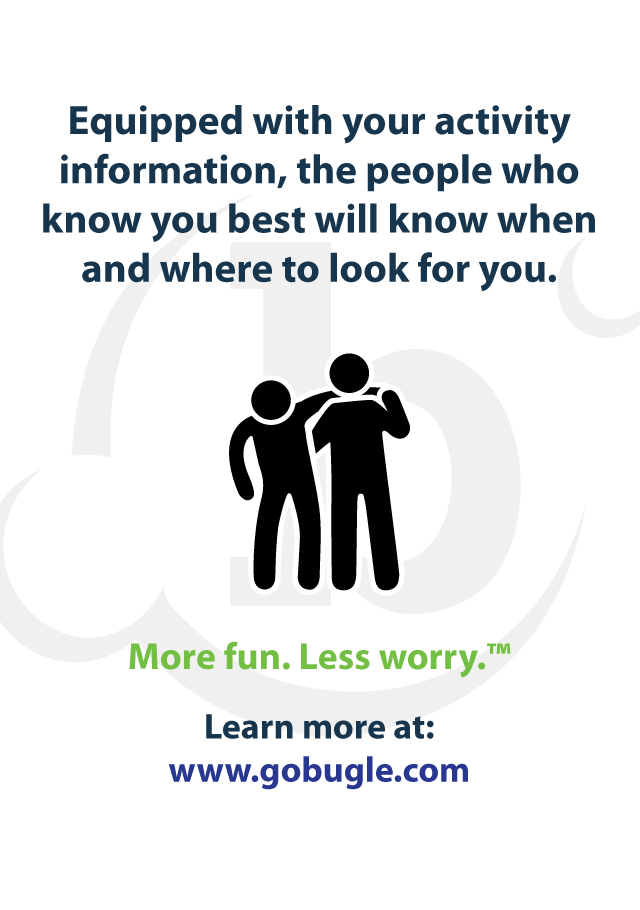 Equipped with your activity
information, the people who
know you best will know when
and where to look for you.
b
More fun. Less worry.™
Learn more at:
www.gobugle.com